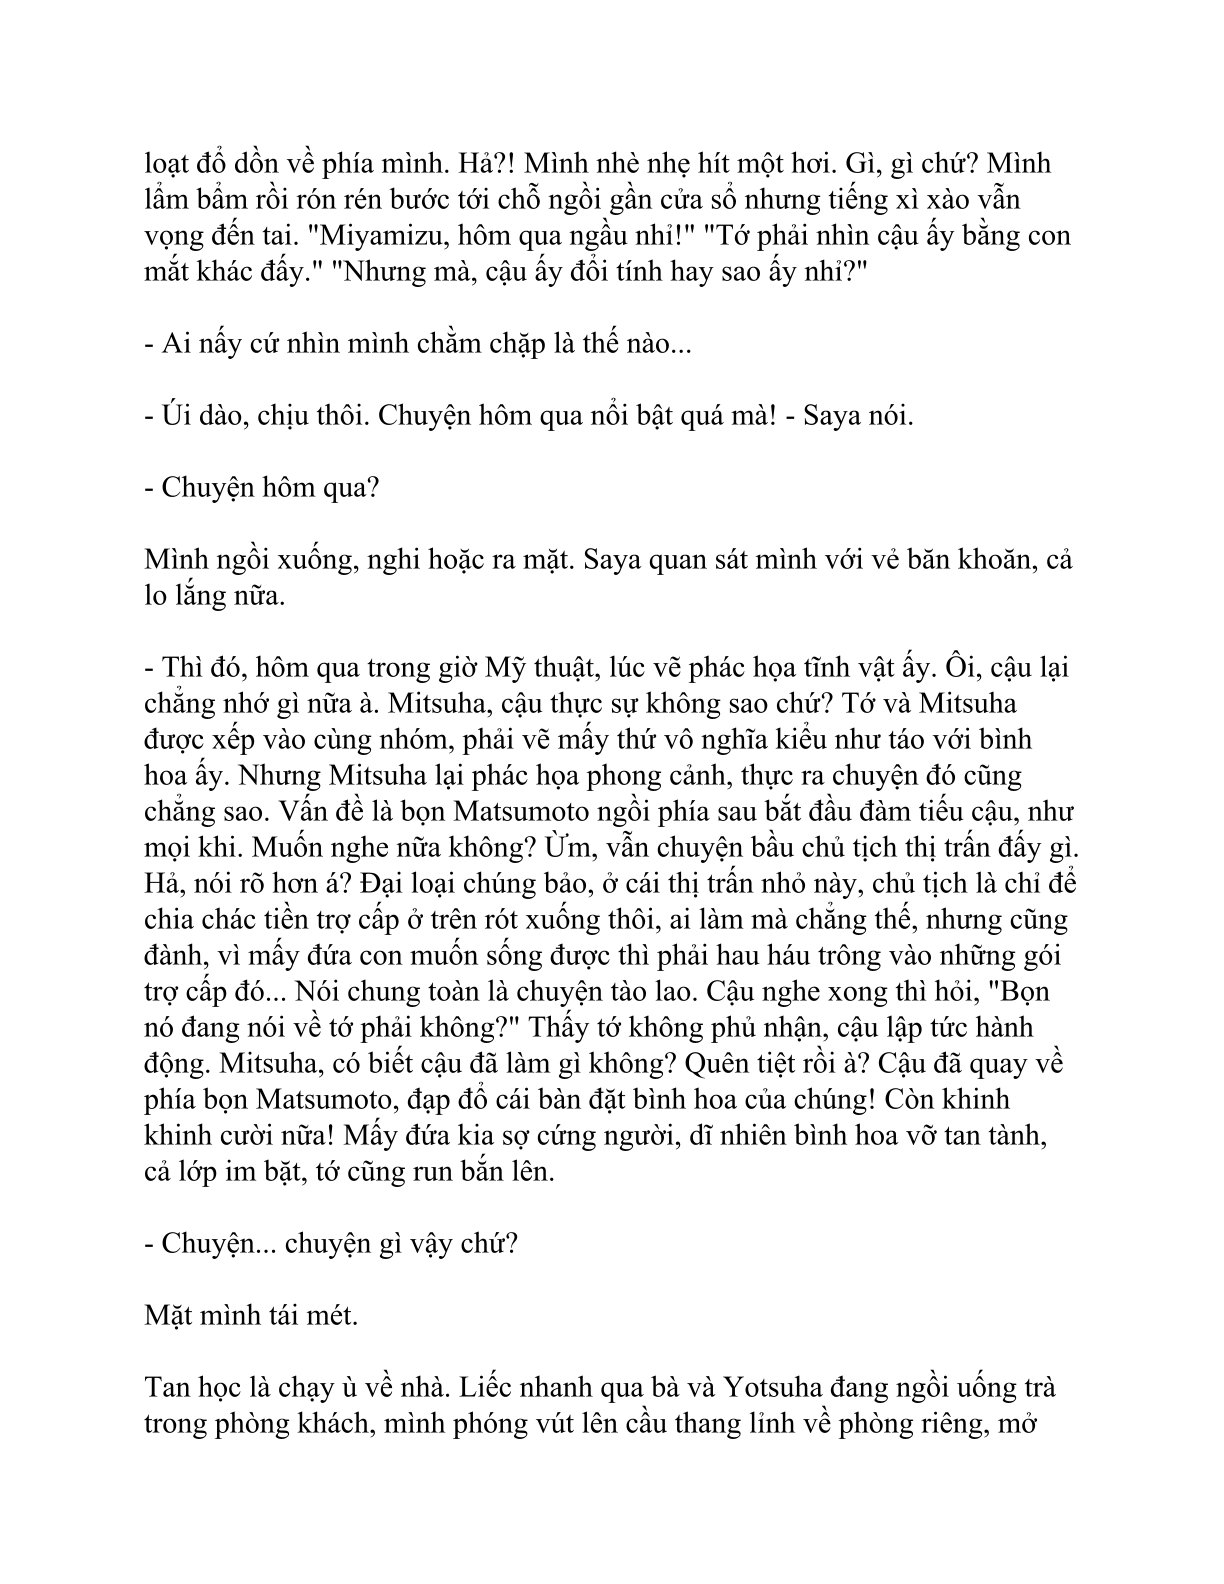 loạt đổ dồn về phía mình. Hả?! Mình nhè nhẹ hít một hơi. Gì, gì chứ? Mình
lẩm bẩm rồi rón rén bước tới chỗ ngồi gần cửa sổ nhưng tiếng xì xào vẫn
vọng đến tai. "Miyamizu, hôm qua ngầu nhỉ!" "Tớ phải nhìn cậu ấy bằng con
mắt khác đấy." "Nhưng mà, cậu ấy đổi tính hay sao ấy nhỉ?"
- Ai nấy cứ nhìn mình chằm chặp là thế nào...
- Úi dào, chịu thôi. Chuyện hôm qua nổi bật quá mà! - Saya nói.
- Chuyện hôm qua?
Mình ngồi xuống, nghi hoặc ra mặt. Saya quan sát mình với vẻ băn khoăn, cả
lo lắng nữa.
- Thì đó, hôm qua trong giờ Mỹ thuật, lúc vẽ phác họa tĩnh vật ấy. Ôi, cậu lại
chẳng nhớ gì nữa à. Mitsuha, cậu thực sự không sao chứ? Tớ và Mitsuha
được xếp vào cùng nhóm, phải vẽ mấy thứ vô nghĩa kiểu như táo với bình
hoa ấy. Nhưng Mitsuha lại phác họa phong cảnh, thực ra chuyện đó cũng
chẳng sao. Vấn đề là bọn Matsumoto ngồi phía sau bắt đầu đàm tiếu cậu, như
mọi khi. Muốn nghe nữa không? Ừm, vẫn chuyện bầu chủ tịch thị trấn đấy gì.
Hả, nói rõ hơn á? Đại loại chúng bảo, ở cái thị trấn nhỏ này, chủ tịch là chỉ để
chia chác tiền trợ cấp ở trên rót xuống thôi, ai làm mà chẳng thế, nhưng cũng
đành, vì mấy đứa con muốn sống được thì phải hau háu trông vào những gói
trợ cấp đó... Nói chung toàn là chuyện tào lao. Cậu nghe xong thì hỏi, "Bọn
nó đang nói về tớ phải không?" Thấy tớ không phủ nhận, cậu lập tức hành
động. Mitsuha, có biết cậu đã làm gì không? Quên tiệt rồi à? Cậu đã quay về
phía bọn Matsumoto, đạp đổ cái bàn đặt bình hoa của chúng! Còn khinh
khinh cười nữa! Mấy đứa kia sợ cứng người, dĩ nhiên bình hoa vỡ tan tành,
cả lớp im bặt, tớ cũng run bắn lên.
- Chuyện... chuyện gì vậy chứ?
Mặt mình tái mét.
Tan học là chạy ù về nhà. Liếc nhanh qua bà và Yotsuha đang ngồi uống trà
trong phòng khách, mình phóng vút lên cầu thang lỉnh về phòng riêng, mở